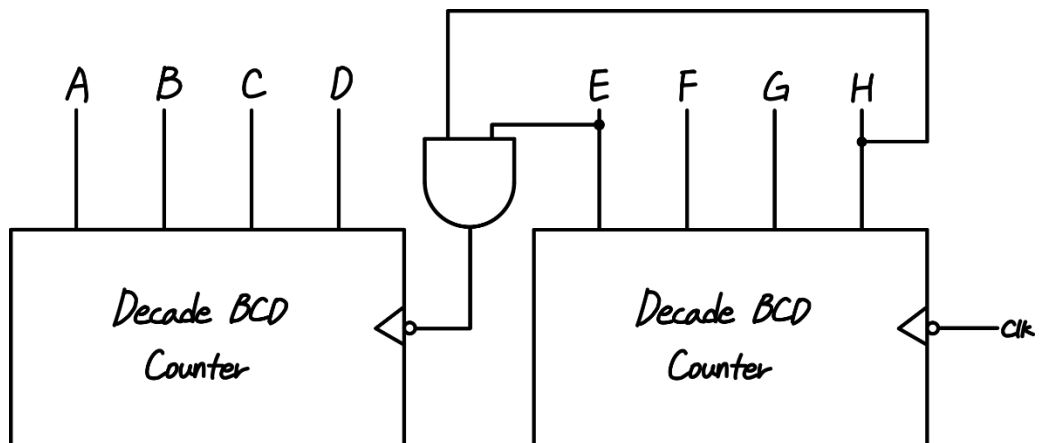 A B C D E F G H
Decade BCD
Counter
Decade BCD
Counter
Clk